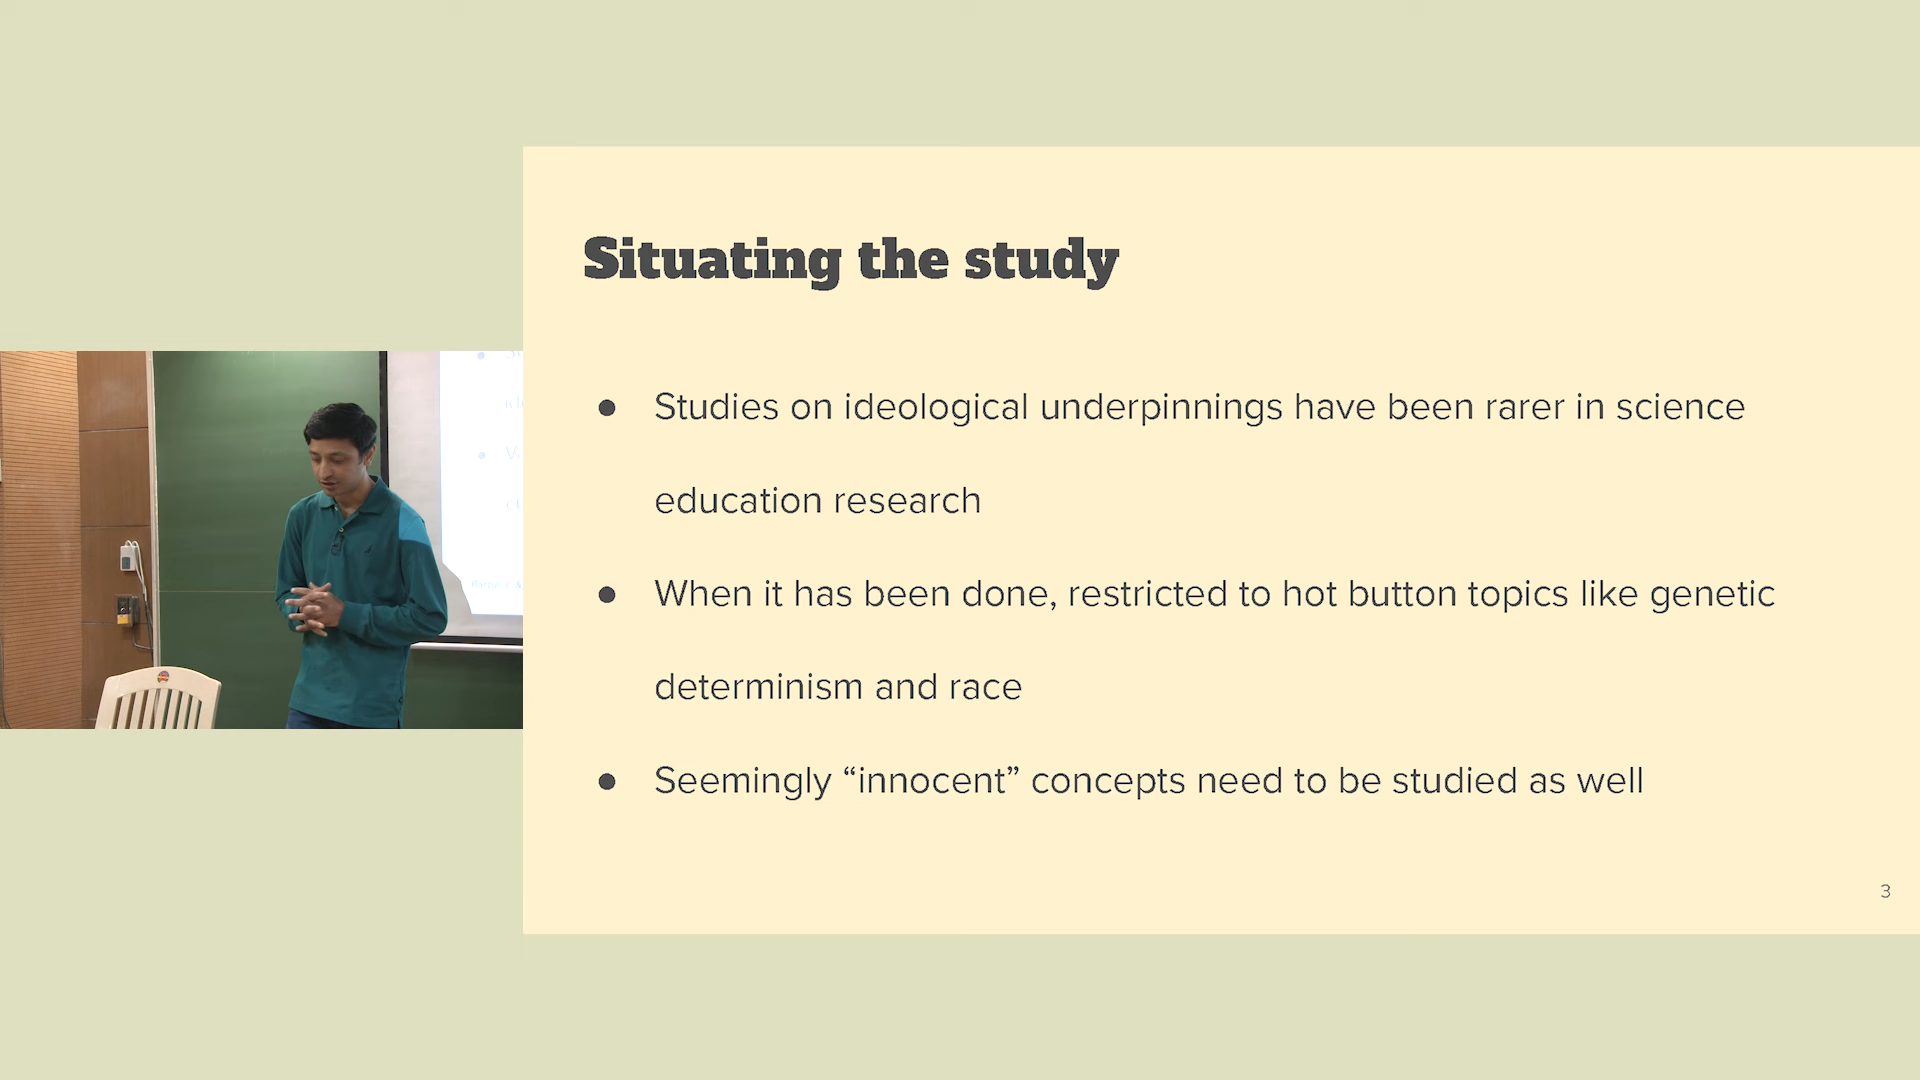 Situating the study
● Studies on ideological underpinnings have been rarer in science
education research
● When it has been done, restricted to hot button topics like genetic
determinism and race
● Seemingly “innocent” concepts need to be studied as well
3